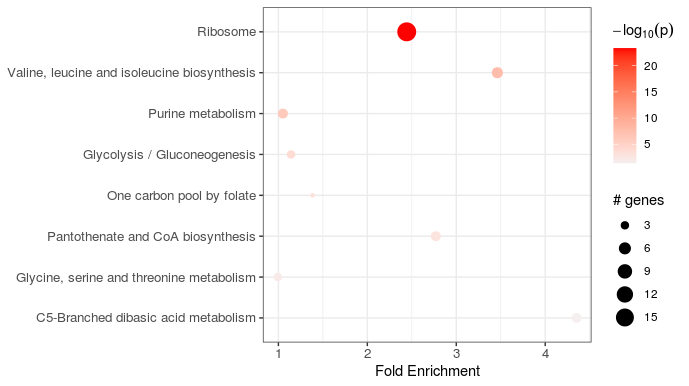 Ribosome
Valine, leucine and isoleucine biosynthesis
Purine metabolism
Glycolysis / Gluconeogenesis
One carbon pool by folate
Pantothenate and CoA biosynthesis
Glycine, serine and threonine metabolism
C5-Branched dibasic acid metabolism
1 2 3 4
Fold Enrichment
−log₁₀(p)
20
15
10
5
# genes
3
6
9
12
15